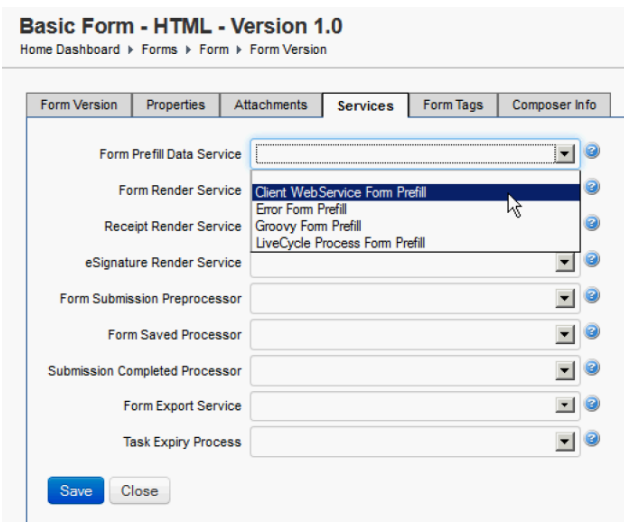 Basic Form - HTML - Version 1.0
Home Dashboard Forms Form Form Version
Form Version Properties Attachments Services Form Tags Composer Info
Form Prefill Data Service
Form Render Service
Client WebService Form Prefill
Error Form Prefill
Receipt Render Service
Groovy Form Prefill
LiveCycle Process Form Prefill
eSignature Render Service
Form Submission Preprocessor
Form Saved Processor
Submission Completed Processor
Form Export Service
Task Expiry Process
Save Close